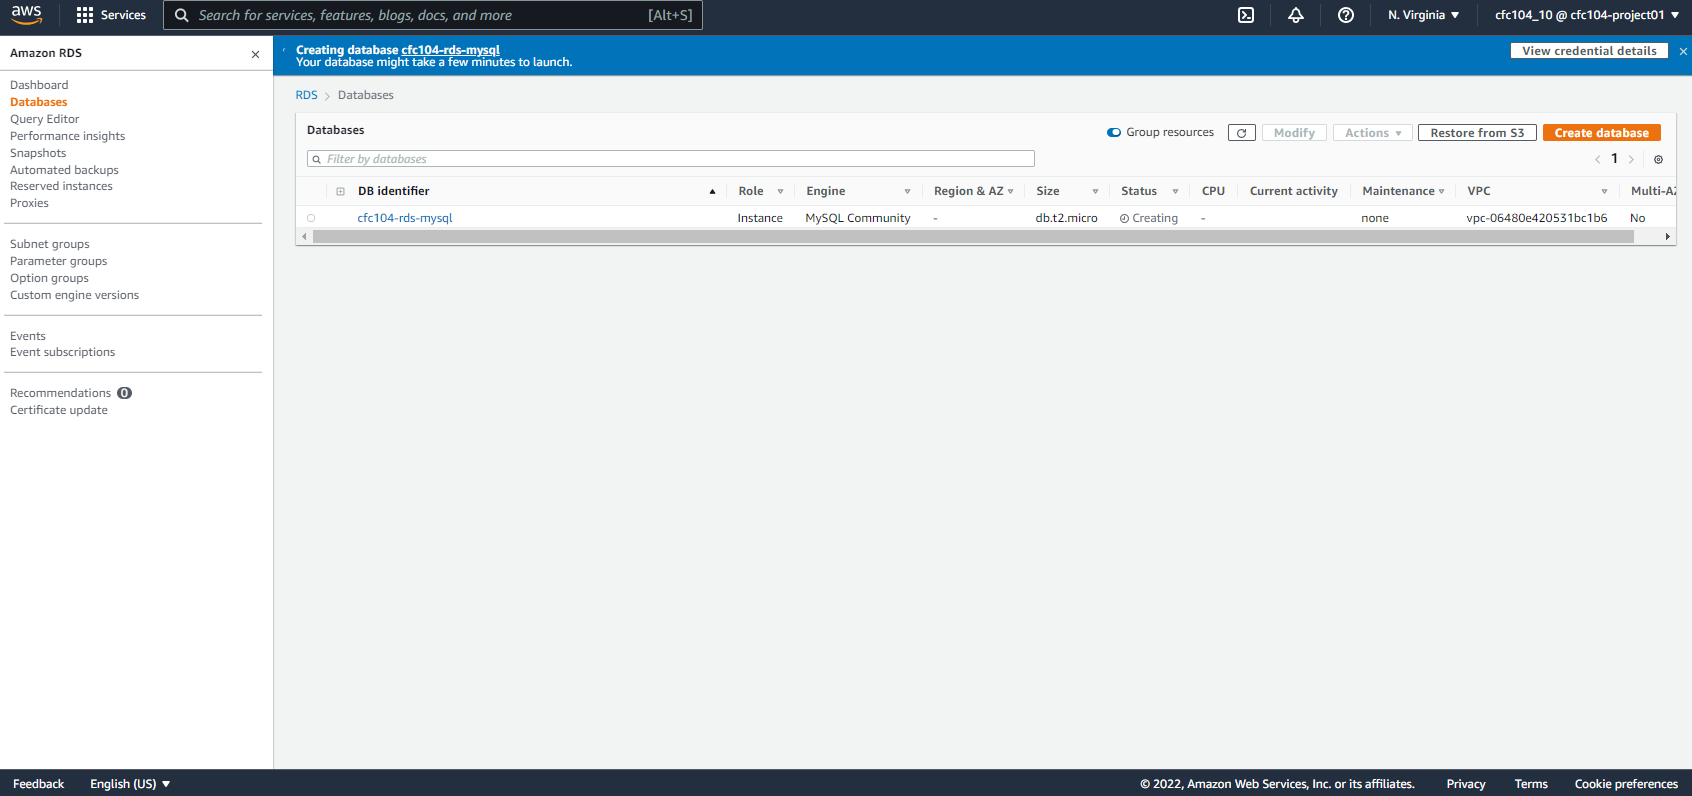 aws Services Search for services, features, blogs, docs, and more [Alt+S] N. Virginia cfc104_10 @ cfc104-project01
Amazon RDS
Dashboard
Databases
Query Editor
Performance insights
Snapshots
Automated backups
Reserved instances
Proxies
Subnet groups
Parameter groups
Option groups
Custom engine versions
Events
Event subscriptions
Recommendations 0
Certificate update
Creating database cfc104-rds-mysql
Your database might take a few minutes to launch.
View credential details
RDS Databases
Databases
Group resources Modify Actions Restore from S3 Create database
Filter by databases
1
DB identifier Role Engine Region & AZ Size Status CPU Current activity Maintenance VPC Multi-AZ
cfc104-rds-mysql Instance MySQL Community - db.t2.micro Creating - none vpc-06480e420531bc1b6 No
Feedback English (US) © 2022, Amazon Web Services, Inc. or its affiliates. Privacy Terms Cookie preferences